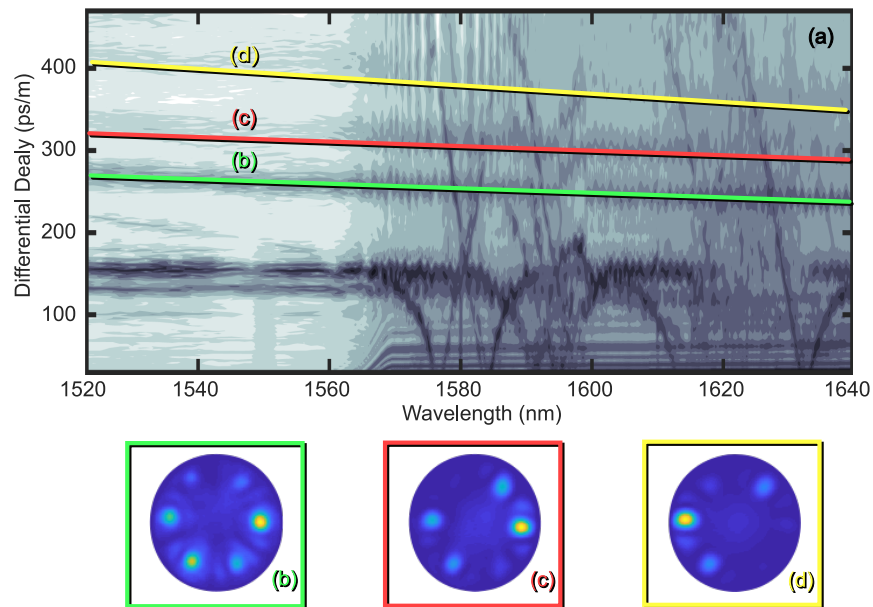 (a)
(d)
400
(c)
300
(b)
200
100
Differential Dealy (ps/m)
1520 1540 1560 1580 1600 1620 1640
Wavelength (nm)
(b) (c) (d)